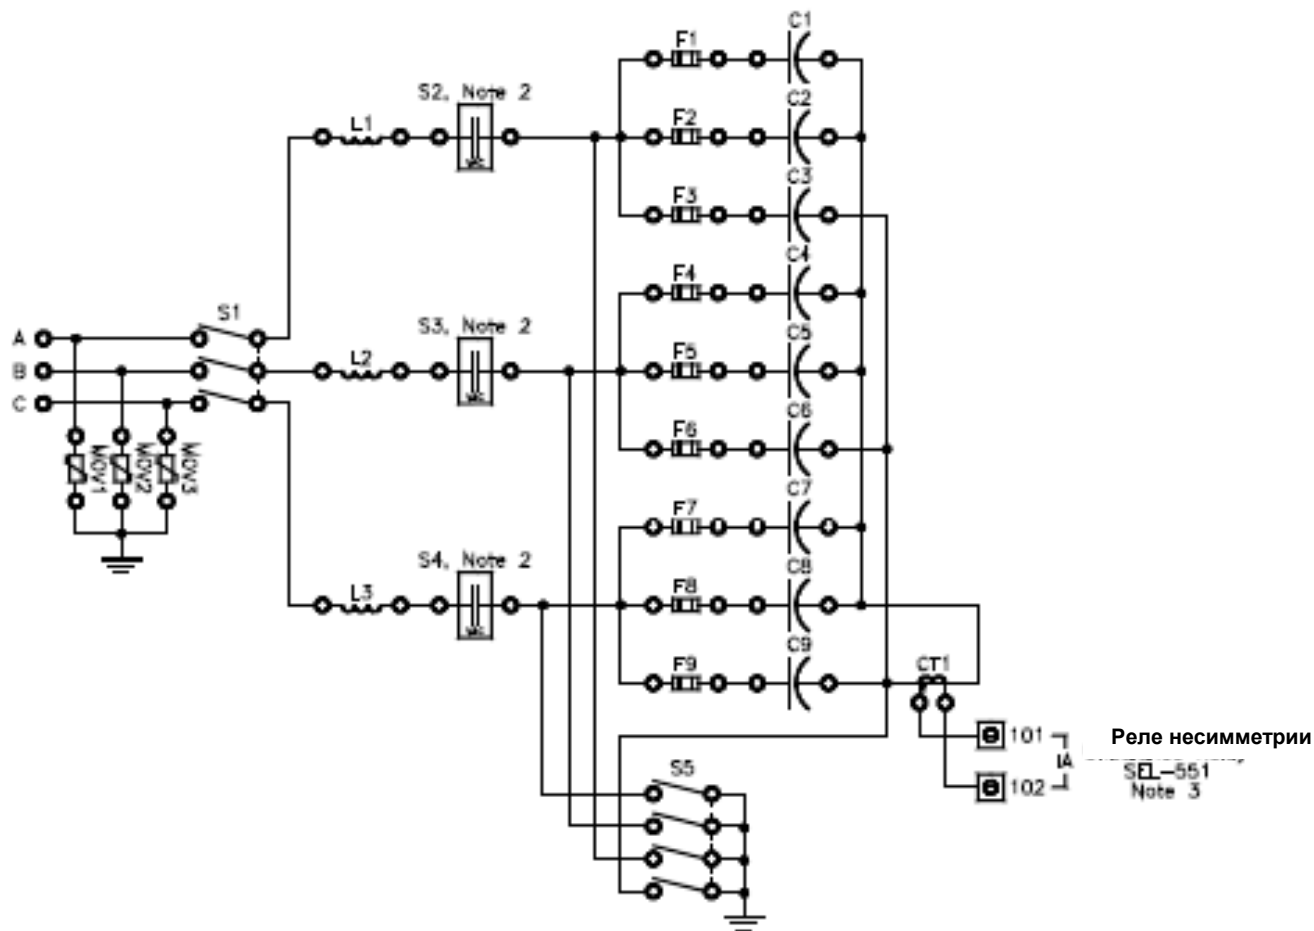 C1
F1
S2, Note 2
C2
L1
F2
C3
F3
C4
F4
S1
S3, Note 2
C5
A
B
L2
F5
C
C6
F6
MOV1
MOV2
MOV3
C7
F7
S4, Note 2
C8
L3
F8
C9
F9
CT1
101
Реле несимметрии
IA
SEL-551
S5
102
Note 3